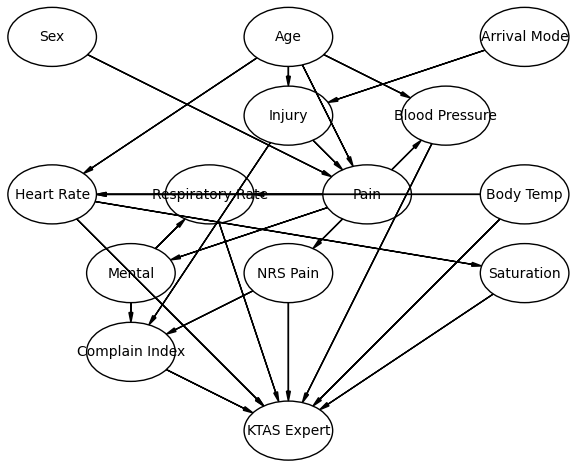 Sex
Age
Arrival Mode
Injury
Blood Pressure
Heart Rate
Respiratory Rate
Pain
Body Temp
Mental
NRS Pain
Saturation
Complain Index
KTAS Expert